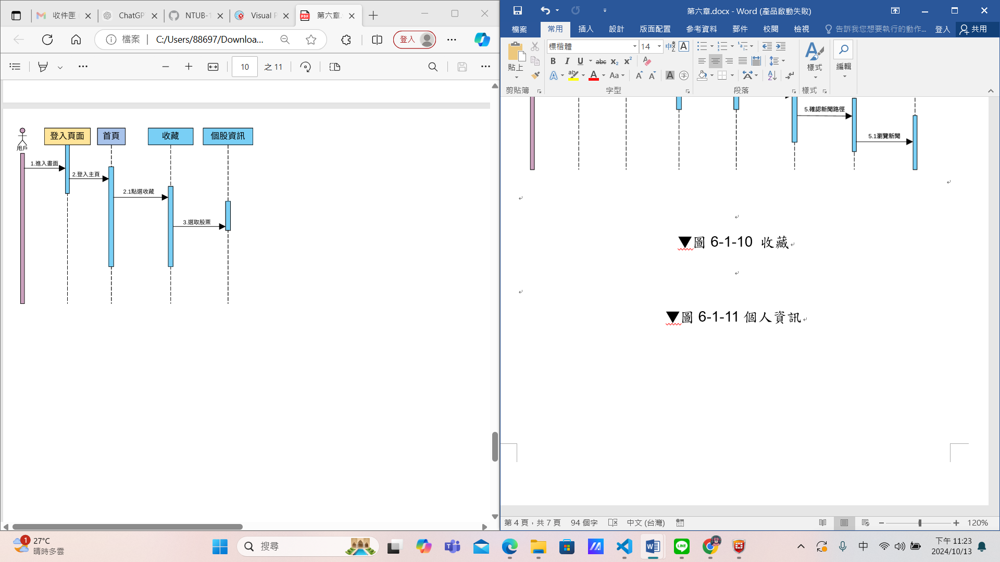 收件匣
ChatGP
NTUB-1
Visual P
第六章.
檔案
C:/Users/88697/Downloa...
登入
10
之 11
登入頁面
首頁
收藏
個股資訊
用戶
1.進入畫面
2.登入主頁
2.1點選收藏
3.選取股票
第六章.docx - Word (產品啟動失敗)
檔案
常用
插入
設計
版面配置
參考資料
郵件
校閱
檢視
告訴我您想要執行的動作...
登入
共用
貼上
標楷體
14
樣式
編輯
剪貼簿
字型
段落
樣式
5.確認新聞路徑
5.1瀏覽新聞
▼圖 6-1-10 收藏
▼圖 6-1-11 個人資訊
第 4 頁，共 7 頁
94 個字
中文 (台灣)
120%
1
27°C
晴時多雲
搜尋
中
下午 11:23
2024/10/13